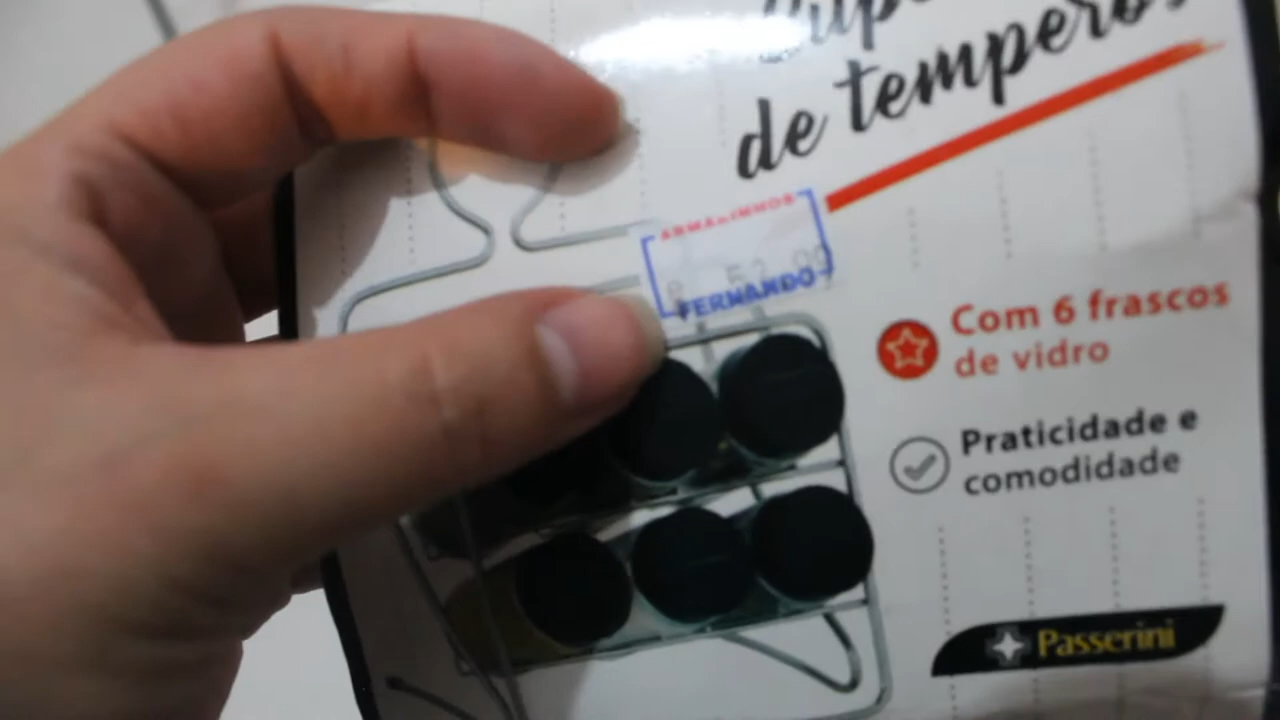 de temperos
ARMARINHOS
FERNANDO
Com 6 frascos
de vidro
Praticidade e
comodidade
Passerini